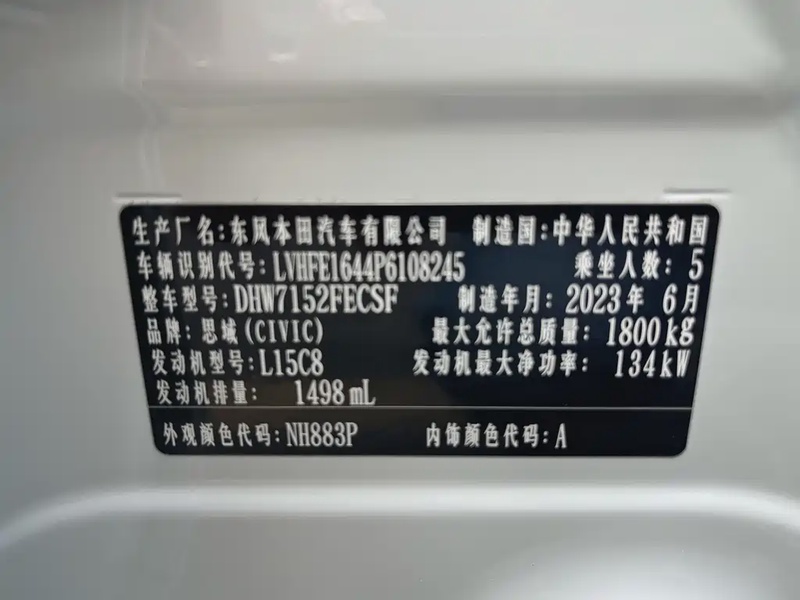 生产厂名:东风本田汽车有限公司 制造国:中华人民共和国
车辆识别代号:LVHFE1644P6108245 乘坐人数:5
整车型号:DHW7152FECSF 制造年月:2023年 6月
品牌:思域(CIVIC) 最大允许总质量:1800kg
发动机型号:L15C8 发动机最大净功率:134kW
发动机排量: 1498mL
外观颜色代码:NH883P 内饰颜色代码:A